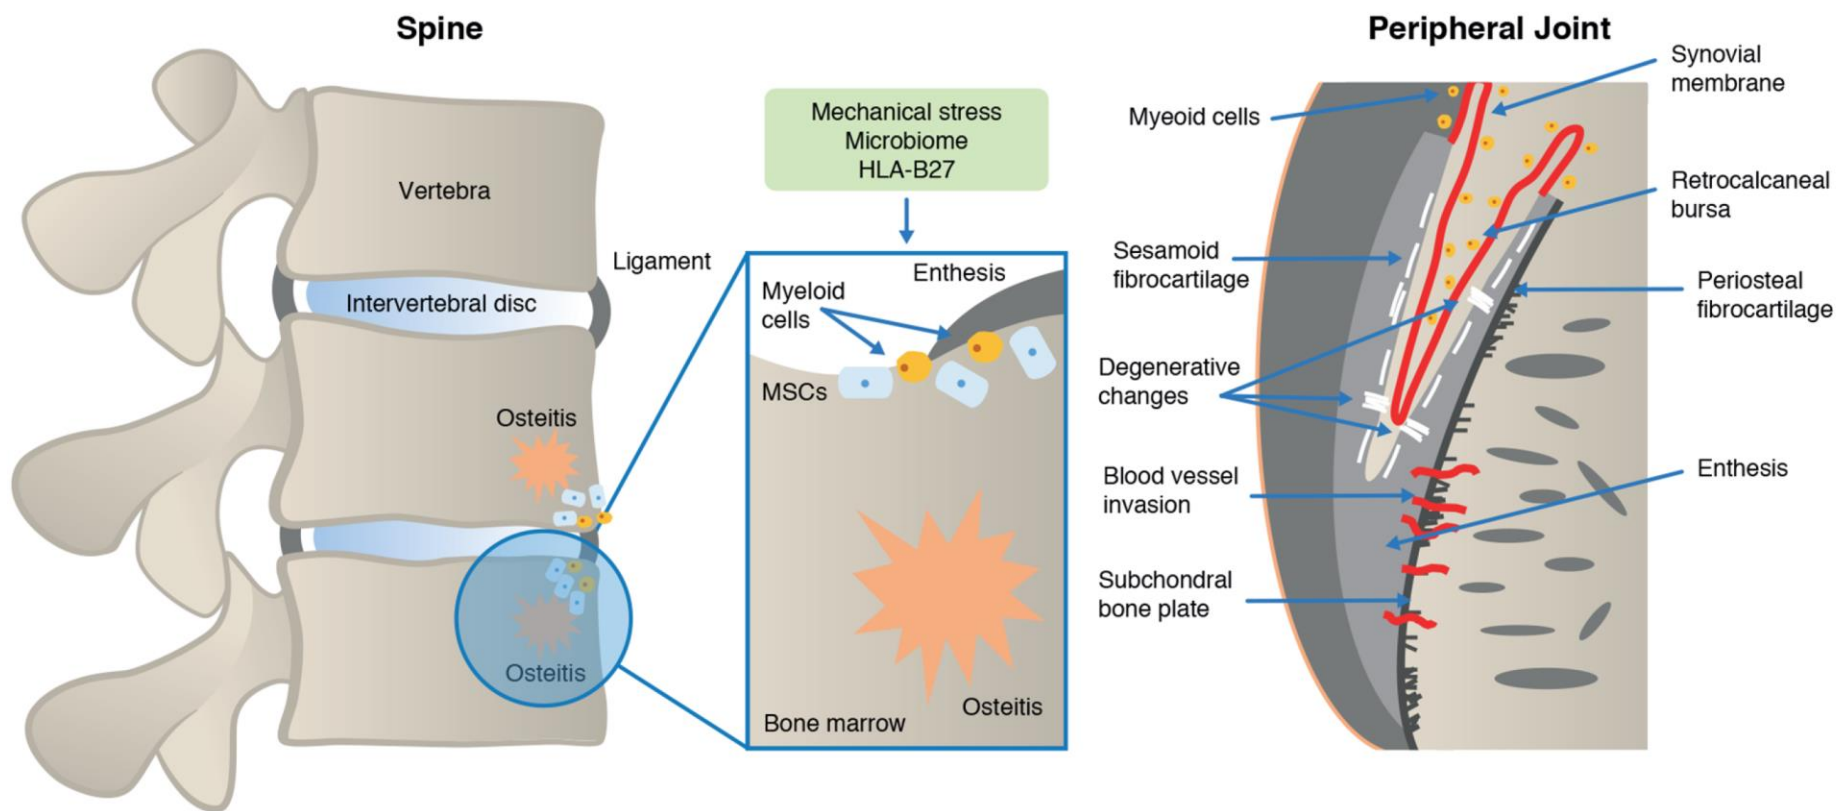 Spine
Vertebra
Ligament
Intervertebral disc
Osteitis
Osteitis
Mechanical stress
Microbiome
HLA-B27
Enthesis
Myeloid
cells
MSCs
Osteitis
Bone marrow
Peripheral Joint
Myeoid cells
Sesamoid
fibrocartilage
Degenerative
changes
Blood vessel
invasion
Subchondral
bone plate
Synovial
membrane
Retrocalcaneal
bursa
Periosteal
fibrocartilage
Enthesis